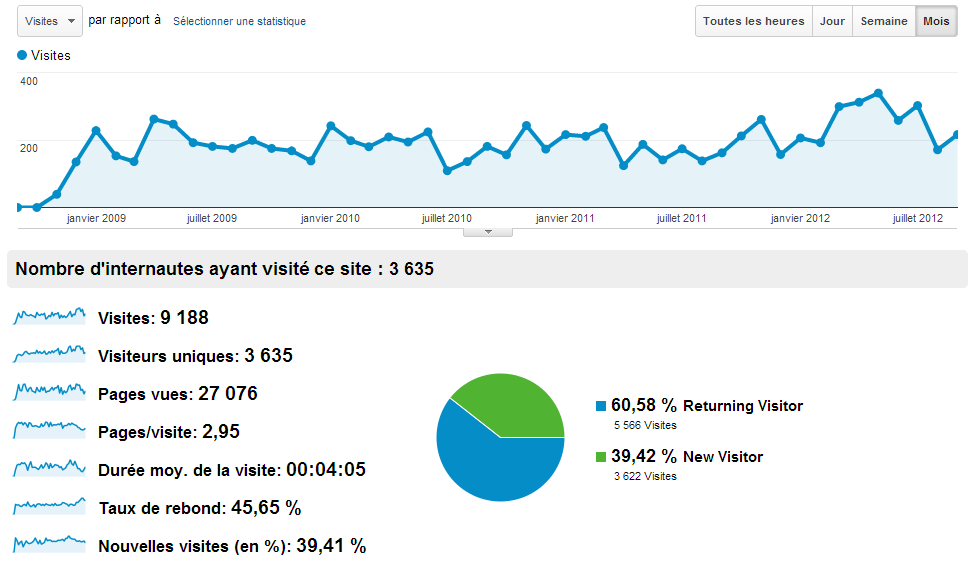 Visites par rapport à Sélectionner une statistique Toutes les heures Jour Semaine Mois
Visites
400
200
janvier 2009 juillet 2009 janvier 2010 juillet 2010 janvier 2011 juillet 2011 janvier 2012 juillet 2012
Nombre d'internautes ayant visité ce site : 3 635
Visites: 9 188
Visiteurs uniques: 3 635
Pages vues: 27 076
Pages/visite: 2,95
Durée moy. de la visite: 00:04:05
Taux de rebond: 45,65 %
Nouvelles visites (en %): 39,41 %
60,58 % Returning Visitor
5 566 Visites
39,42 % New Visitor
3 622 Visites